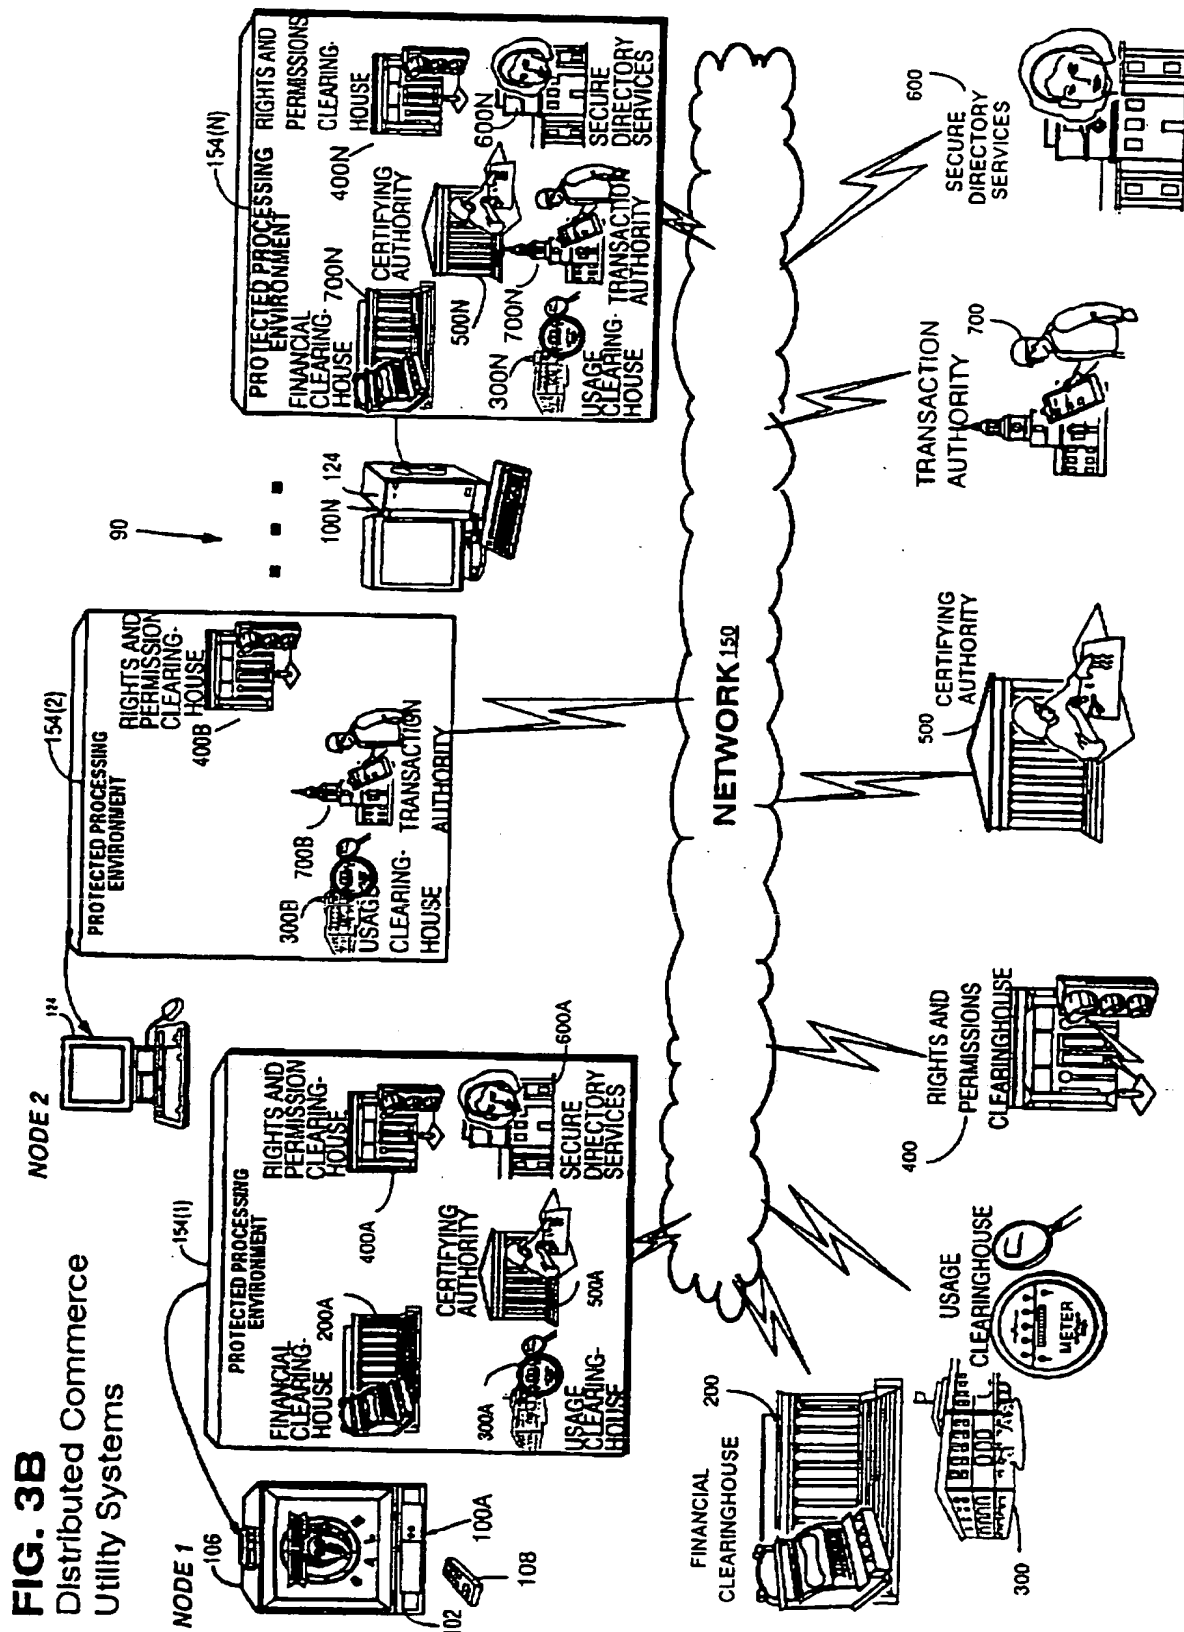 FIG. 3B
Distributed Commerce
Utility Systems
NODE 1
106
102
100A
108
154(1)
PROTECTED PROCESSING
ENVIRONMENT
FINANCIAL
CLEARING-
HOUSE
200A
RIGHTS AND
PERMISSION
CLEARING-
HOUSE
400A
CERTIFYING
AUTHORITY
500A
300A
USAGE
CLEARING-
HOUSE
SECURE
DIRECTORY
SERVICES
600A
NODE 2
124
154(2)
PROTECTED PROCESSING
ENVIRONMENT
RIGHTS AND
PERMISSION
CLEARING-
HOUSE
400B
300B
USAGE
CLEARING-
HOUSE
700B
TRANSACTION
AUTHORITY
90
100N
124
154(N)
PROTECTED PROCESSING
ENVIRONMENT
FINANCIAL
CLEARING-
HOUSE
700N
RIGHTS AND
PERMISSIONS
CLEARING-
HOUSE
400N
CERTIFYING
AUTHORITY
500N
600N
SECURE
DIRECTORY
SERVICES
300N
USAGE
CLEARING-
HOUSE
700N
TRANSACTION
AUTHORITY
NETWORK 150
FINANCIAL
CLEARINGHOUSE
200
300
USAGE
CLEARINGHOUSE
METER
400
RIGHTS AND
PERMISSIONS
CLEARINGHOUSE
500
CERTIFYING
AUTHORITY
TRANSACTION
AUTHORITY
700
SECURE
DIRECTORY
SERVICES
600